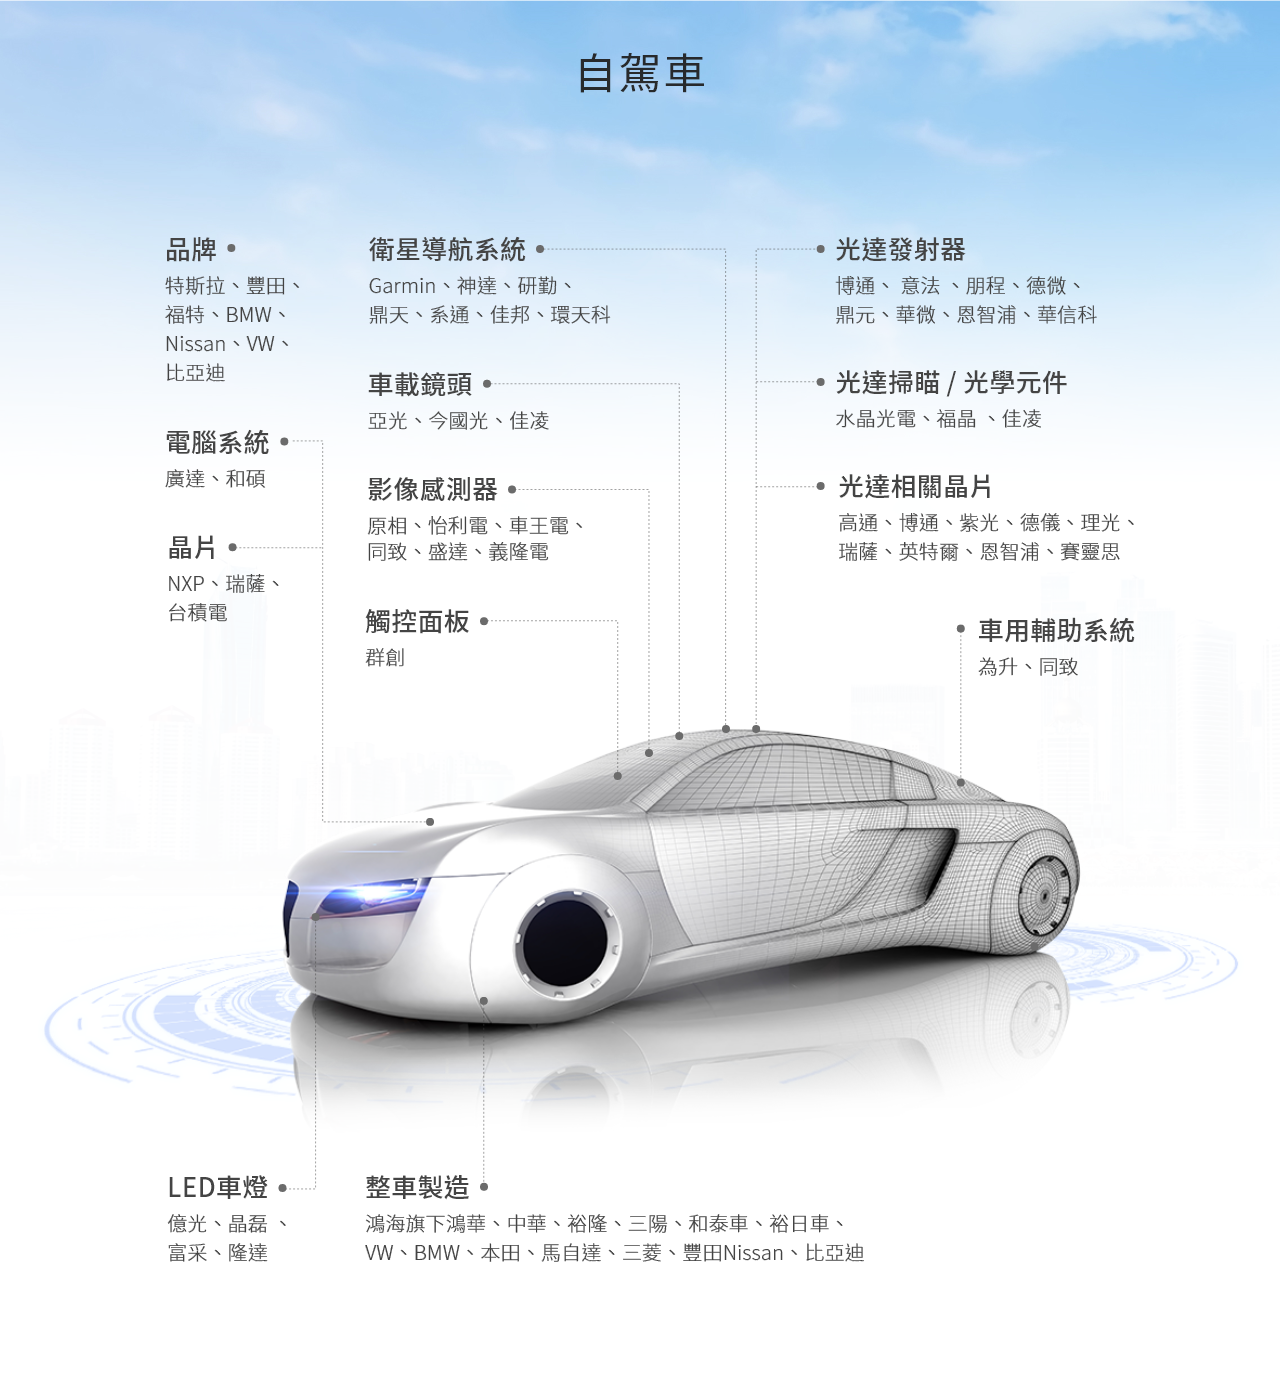 自駕車
品牌
特斯拉、豐田、
福特、BMW、
Nissan、VW、
比亞迪
電腦系統
廣達、和碩
晶片
NXP、瑞薩、
台積電
衛星導航系統
Garmin、神達、研勤、
鼎天、系通、佳邦、環天科
車載鏡頭
亞光、今國光、佳凌
影像感測器
原相、怡利電、車王電、
同致、盛達、義隆電
觸控面板
群創
光達發射器
博通、 意法 、朋程、德微、
鼎元、華微、恩智浦、華信科
光達掃瞄 / 光學元件
水晶光電、福晶 、佳凌
光達相關晶片
高通、博通、紫光、德儀、理光、
瑞薩、英特爾、恩智浦、賽靈思
車用輔助系統
為升、同致
LED車燈
億光、晶磊 、
富采、隆達
整車製造
鴻海旗下鴻華、中華、裕隆、三陽、和泰車、裕日車、
VW、BMW、本田、馬自達、三菱、豐田Nissan、比亞迪